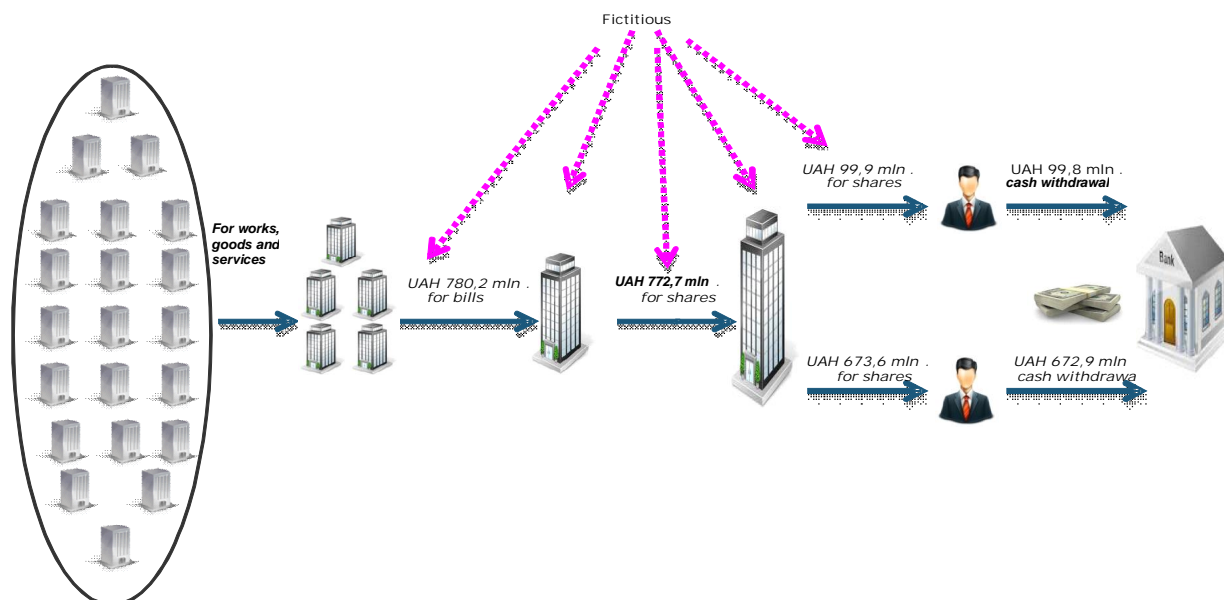 Fictitious
For works,
goods and
services
UAH 780,2 mln .
for bills
UAH 772,7 mln .
for shares
UAH 99,9 mln .
for shares
UAH 99,8 mln .
cash withdrawal
Bank
UAH 673,6 mln .
for shares
UAH 672,9 mln
cash withdrawa